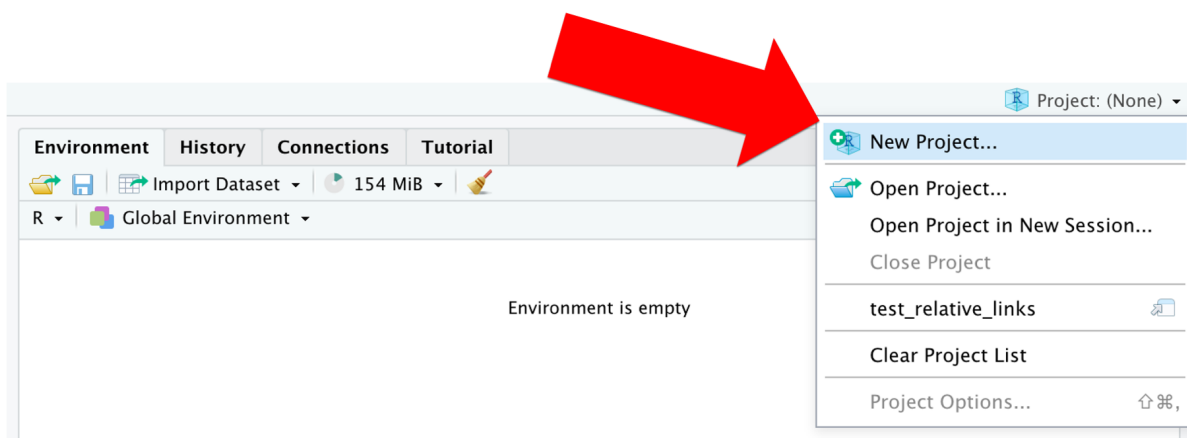 Project: (None)
Environment History Connections Tutorial
Import Dataset 154 MiB
R Global Environment
Environment is empty
New Project...
Open Project...
Open Project in New Session...
Close Project
test_relative_links
Clear Project List
Project Options... ⇧⌘,